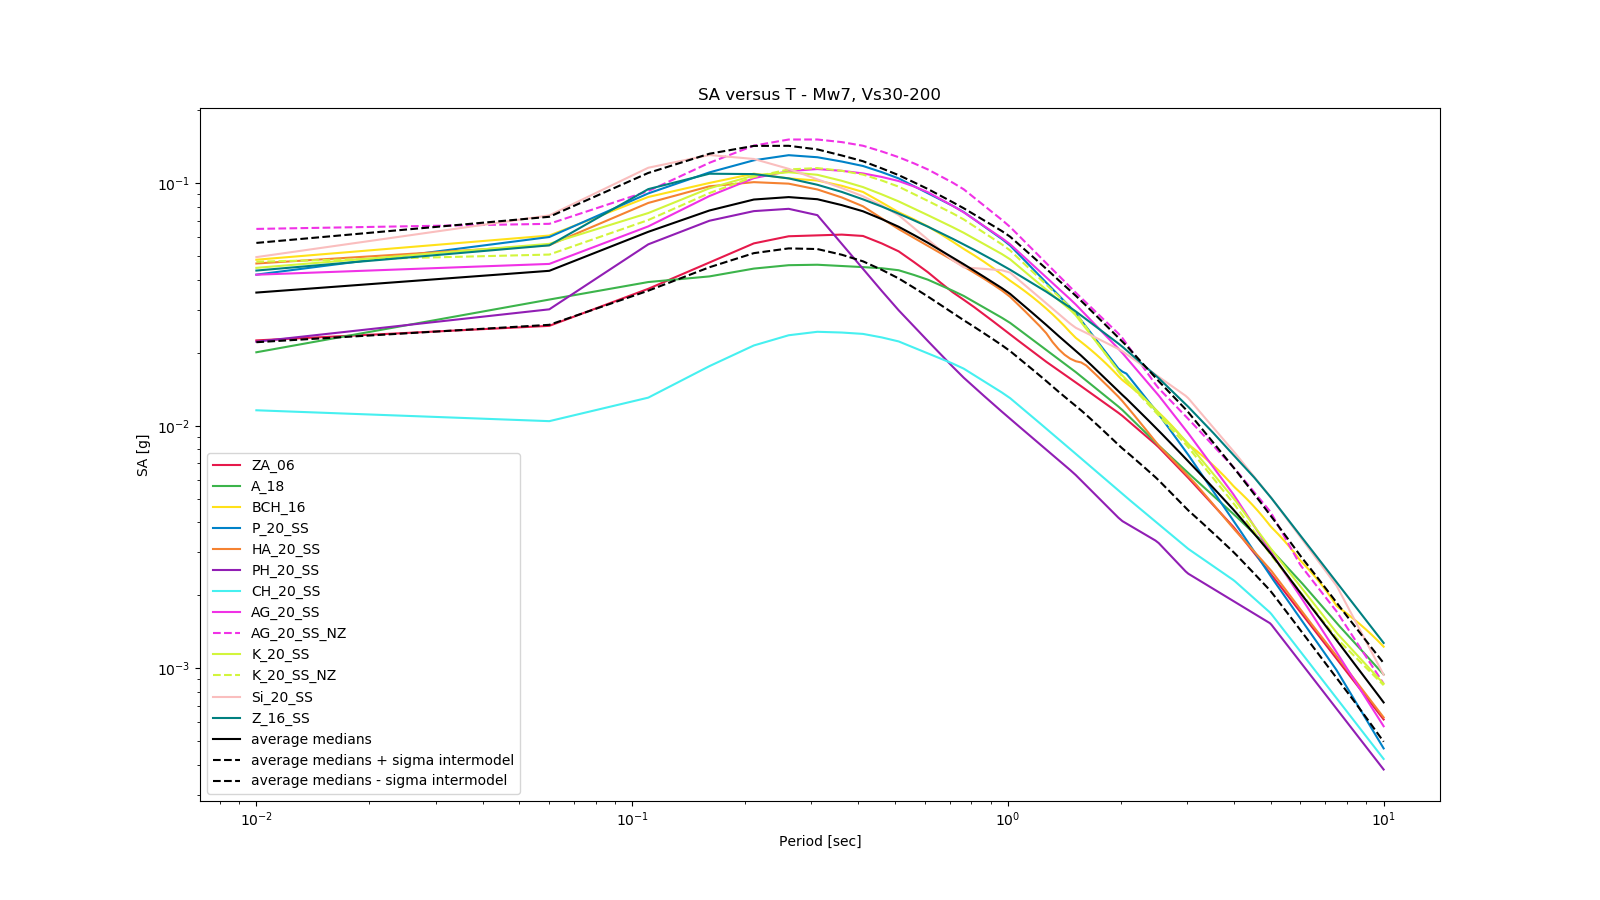 SA versus T - Mw7, Vs30-200
10⁻¹
10⁻²
10⁻³
SA [g]
ZA_06
A_18
BCH_16
P_20_SS
HA_20_SS
PH_20_SS
CH_20_SS
AG_20_SS
AG_20_SS_NZ
K_20_SS
K_20_SS_NZ
Si_20_SS
Z_16_SS
average medians
average medians + sigma intermodel
average medians - sigma intermodel
10⁻² 10⁻¹ 10⁰ 10¹
Period [sec]